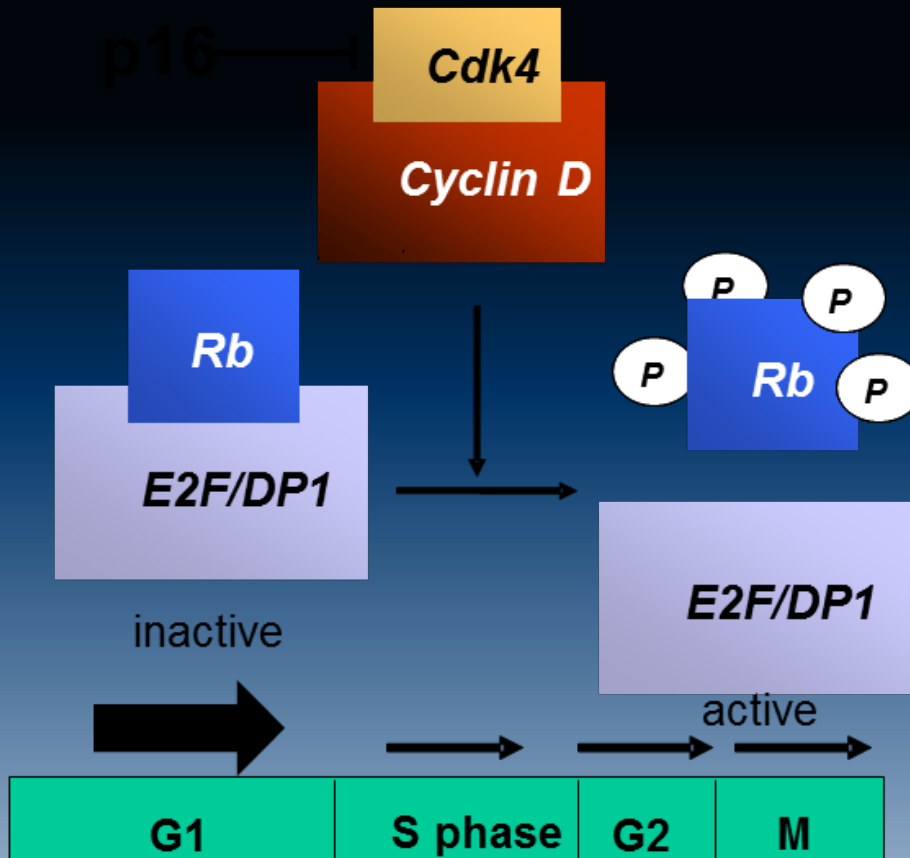 p16
Cdk4
Cyclin D
Rb
E2F/DP1
inactive
P
P
P
P
Rb
E2F/DP1
active
G1
S phase
G2
M